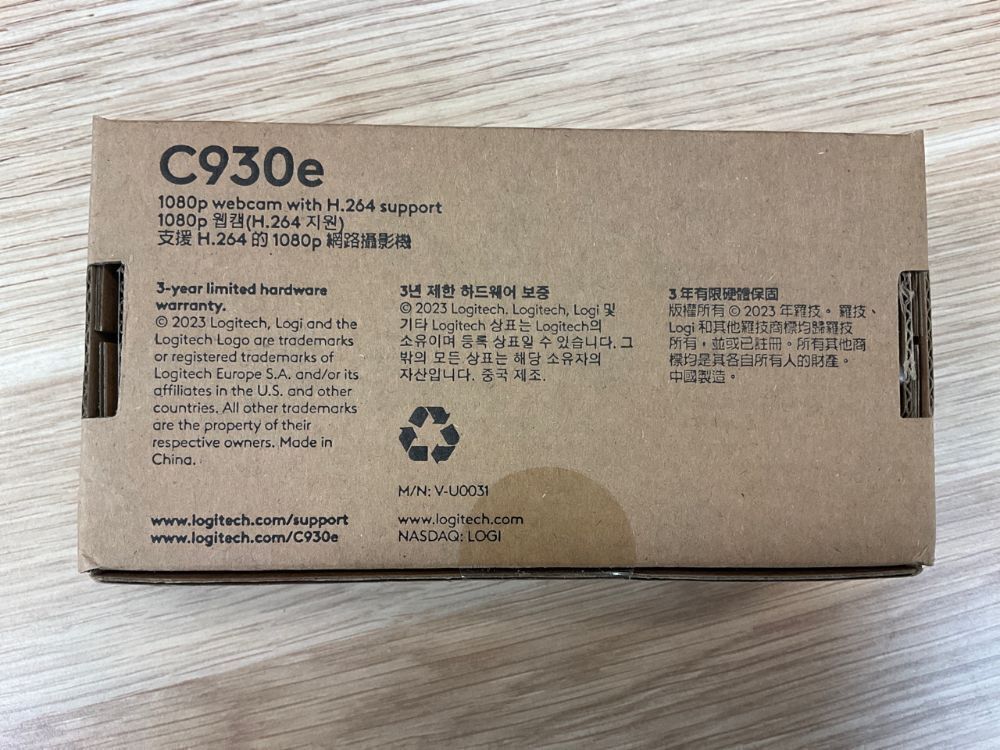 C930e
1080p webcam with H.264 support
1080p 웹캠(H.264 지원)
支援 H.264 的 1080p 網路攝影機
3-year limited hardware
warranty.
© 2023 Logitech, Logi and the
Logitech Logo are trademarks
or registered trademarks of
Logitech Europe S.A. and/or its
affiliates in the U.S. and other
countries. All other trademarks
are the property of their
respective owners. Made in
China.
www.logitech.com/support
www.logitech.com/C930e
3년 제한 하드웨어 보증
© 2023 Logitech. Logitech, Logi 및
기타 Logitech 상표는 Logitech의
소유이며 등록 상표일 수 있습니다. 그
밖의 모든 상표는 해당 소유자의
자산입니다. 중국 제조.
M/N: V-U0031
www.logitech.com
NASDAQ: LOGI
3 年有限硬體保固
版權所有 © 2023 年羅技。 羅技、
Logi 和其他羅技商標均歸羅技
所有，並或已註冊。所有其他商
標均是其各自所有人的財產。
中國製造。